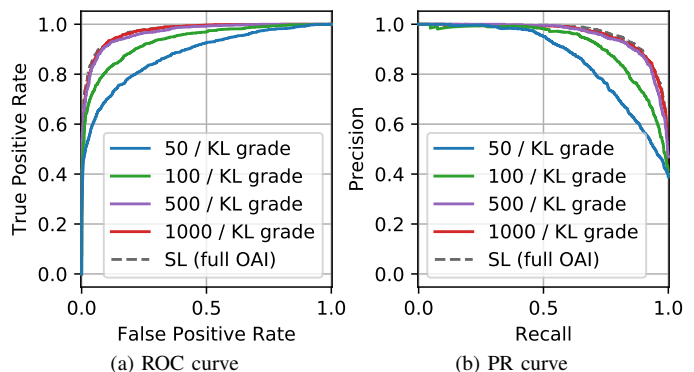 1.0
0.8
0.6
0.4
0.2
0.0
True Positive Rate
50 / KL grade
100 / KL grade
500 / KL grade
1000 / KL grade
SL (full OAI)
0.0 0.5 1.0
False Positive Rate
(a) ROC curve
1.0
0.8
0.6
0.4
0.2
0.0
Precision
50 / KL grade
100 / KL grade
500 / KL grade
1000 / KL grade
SL (full OAI)
0.0 0.5 1.0
Recall
(b) PR curve